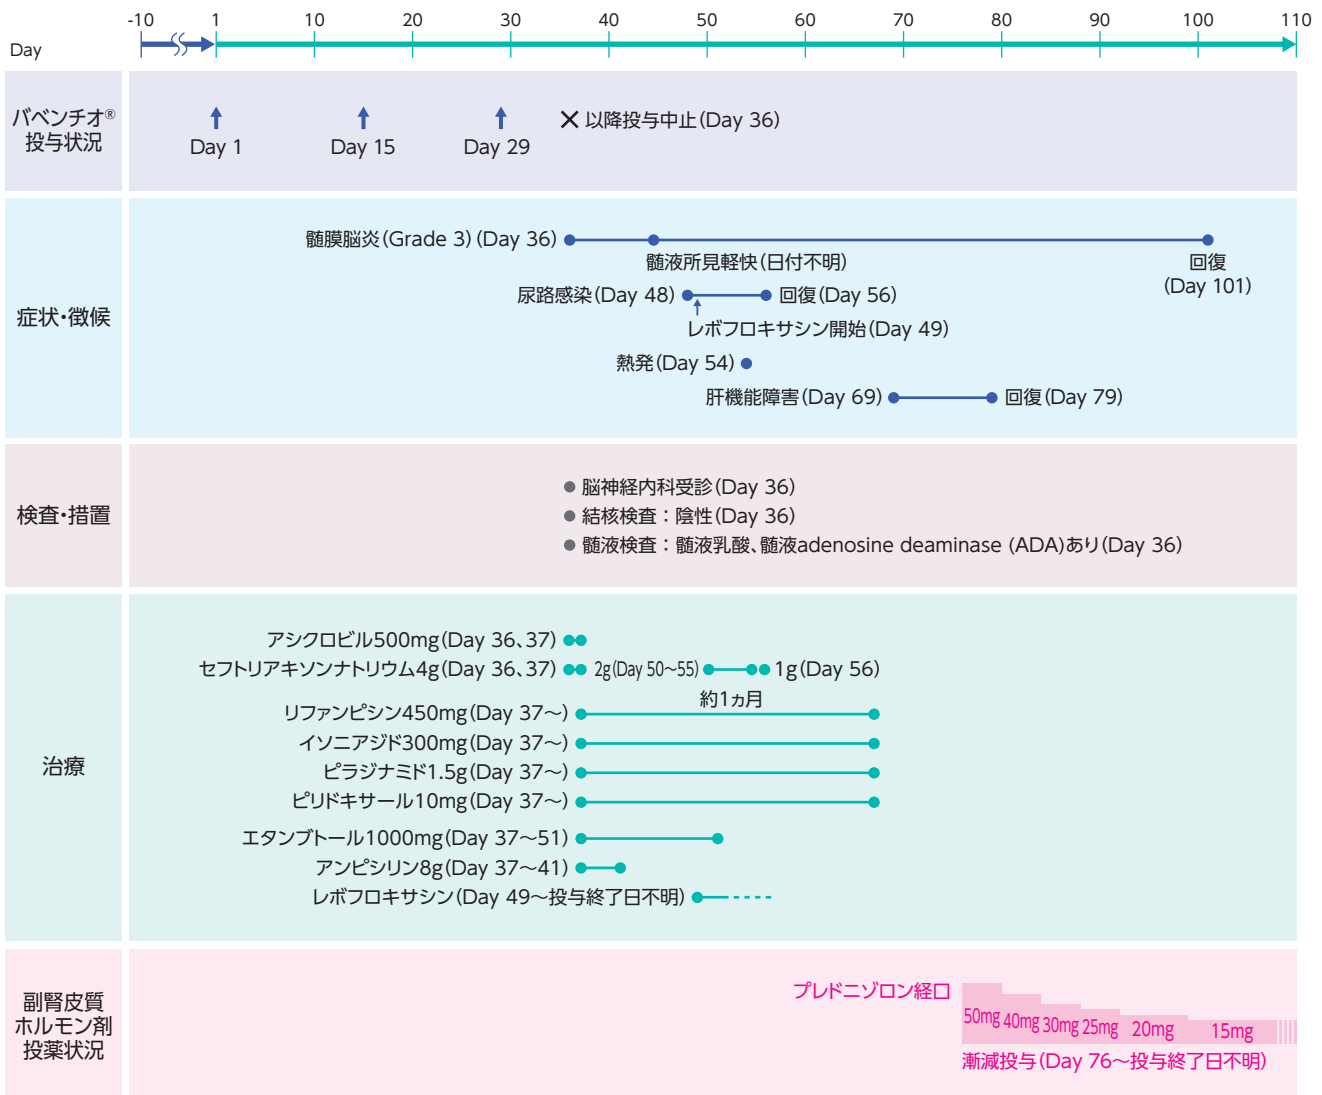 -10 1 10 20 30 40 50 60 70 80 90 100 110
Day
バベンチオ®
投与状況
Day 1
Day 15
Day 29
以降投与中止(Day 36)
症状・徴候
髄膜脳炎(Grade 3)(Day 36)
髄液所見軽快(日付不明)
回復
(Day 101)
尿路感染(Day 48)
回復(Day 56)
レボフロキサシン開始(Day 49)
熱発(Day 54)
肝機能障害(Day 69)
回復(Day 79)
検査・措置
脳神経内科受診(Day 36)
結核検査：陰性(Day 36)
髄液検査：髄液乳酸、髄液adenosine deaminase (ADA)あり(Day 36)
治療
アシクロビル500mg(Day 36、37)
セフトリアキソンナトリウム4g(Day 36、37) 2g(Day 50～55) 1g(Day 56)
約1ヵ月
リファンピシン450mg(Day 37～)
イソニアジド300mg(Day 37～)
ピラジナミド1.5g(Day 37～)
ピリドキサール10mg(Day 37～)
エタンブトール1000mg(Day 37～51)
アンピシリン8g(Day 37～41)
レボフロキサシン(Day 49～投与終了日不明)
副腎皮質
ホルモン剤
投薬状況
プレドニゾロン経口
50mg 40mg 30mg 25mg 20mg 15mg
漸減投与(Day 76～投与終了日不明)